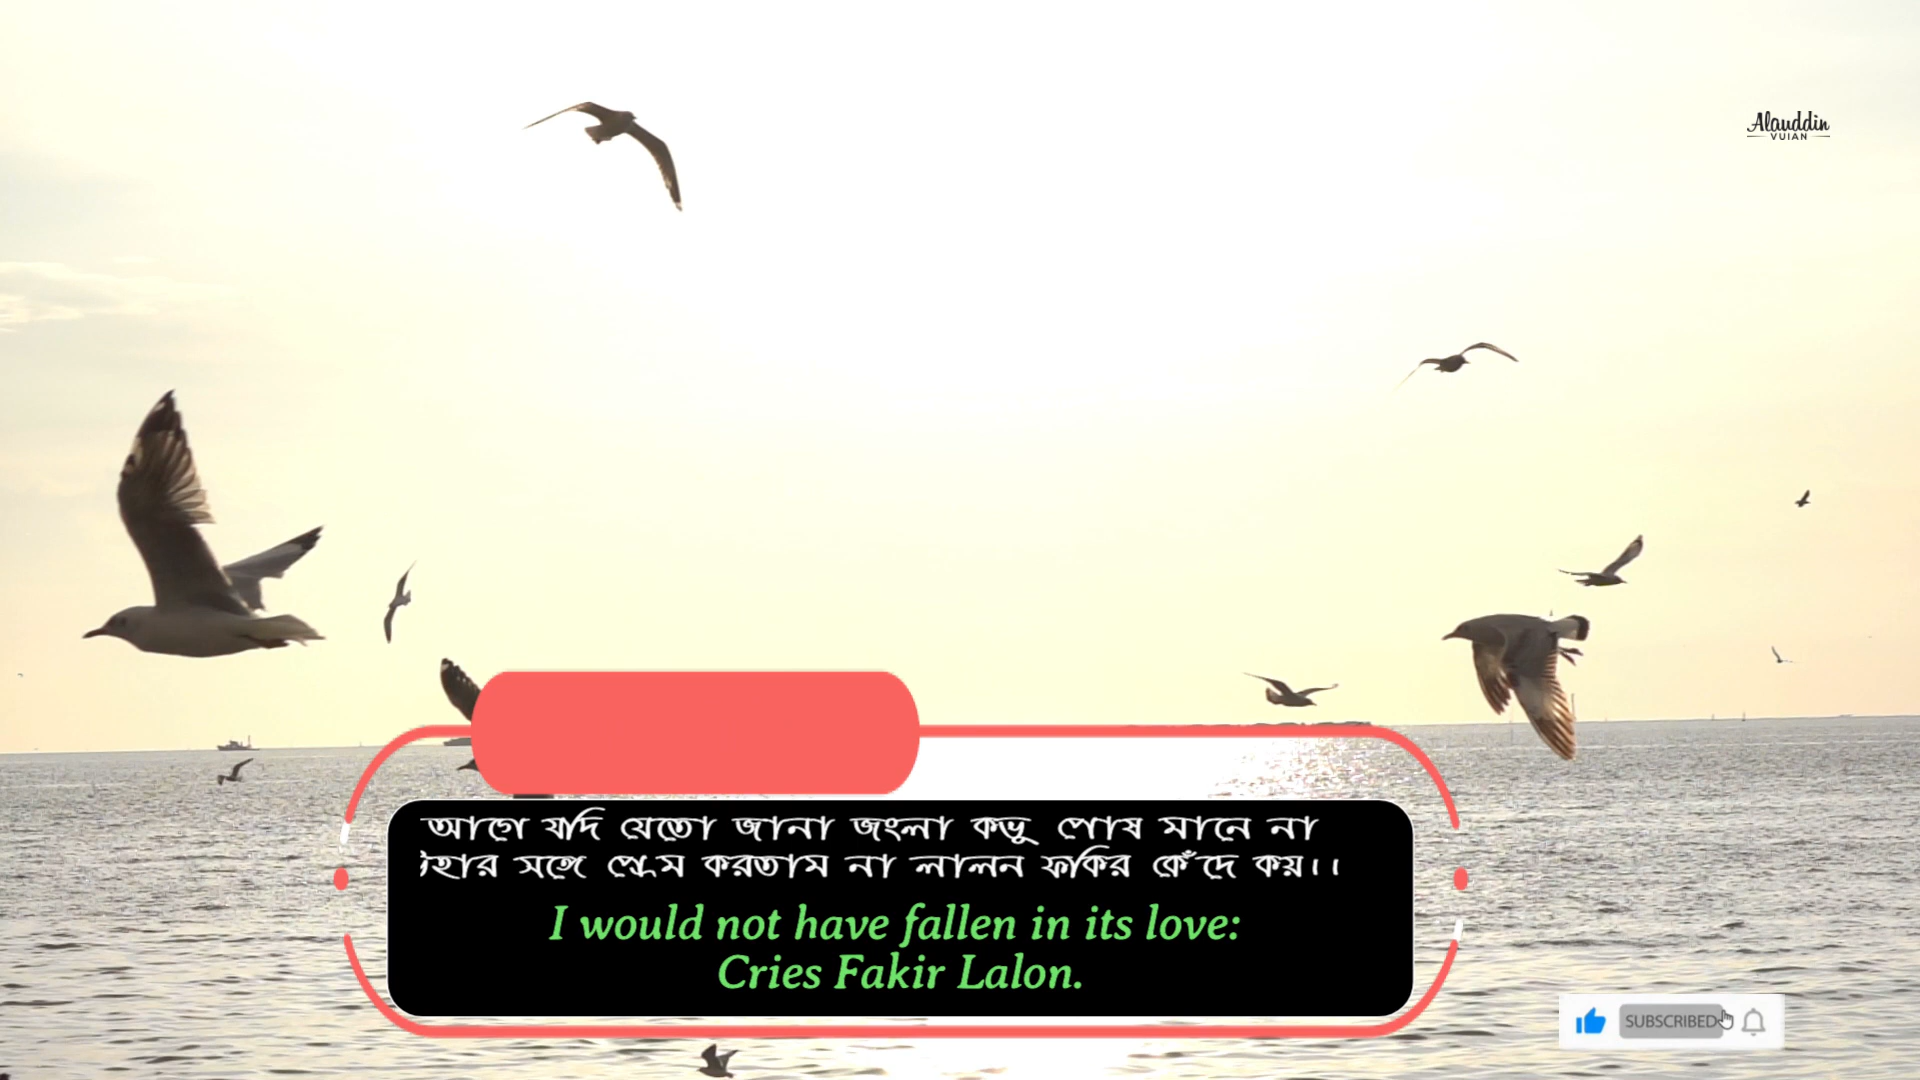 Alauddin
VUIAN
আগে যদি যেতো জানা জংলা কভু পোষ মানে না
হার সঙ্গে প্রেম করতাম না লালন ফকির কেঁদে কয়।।
I would not have fallen in its love:
Cries Fakir Lalon.
SUBSCRIBED